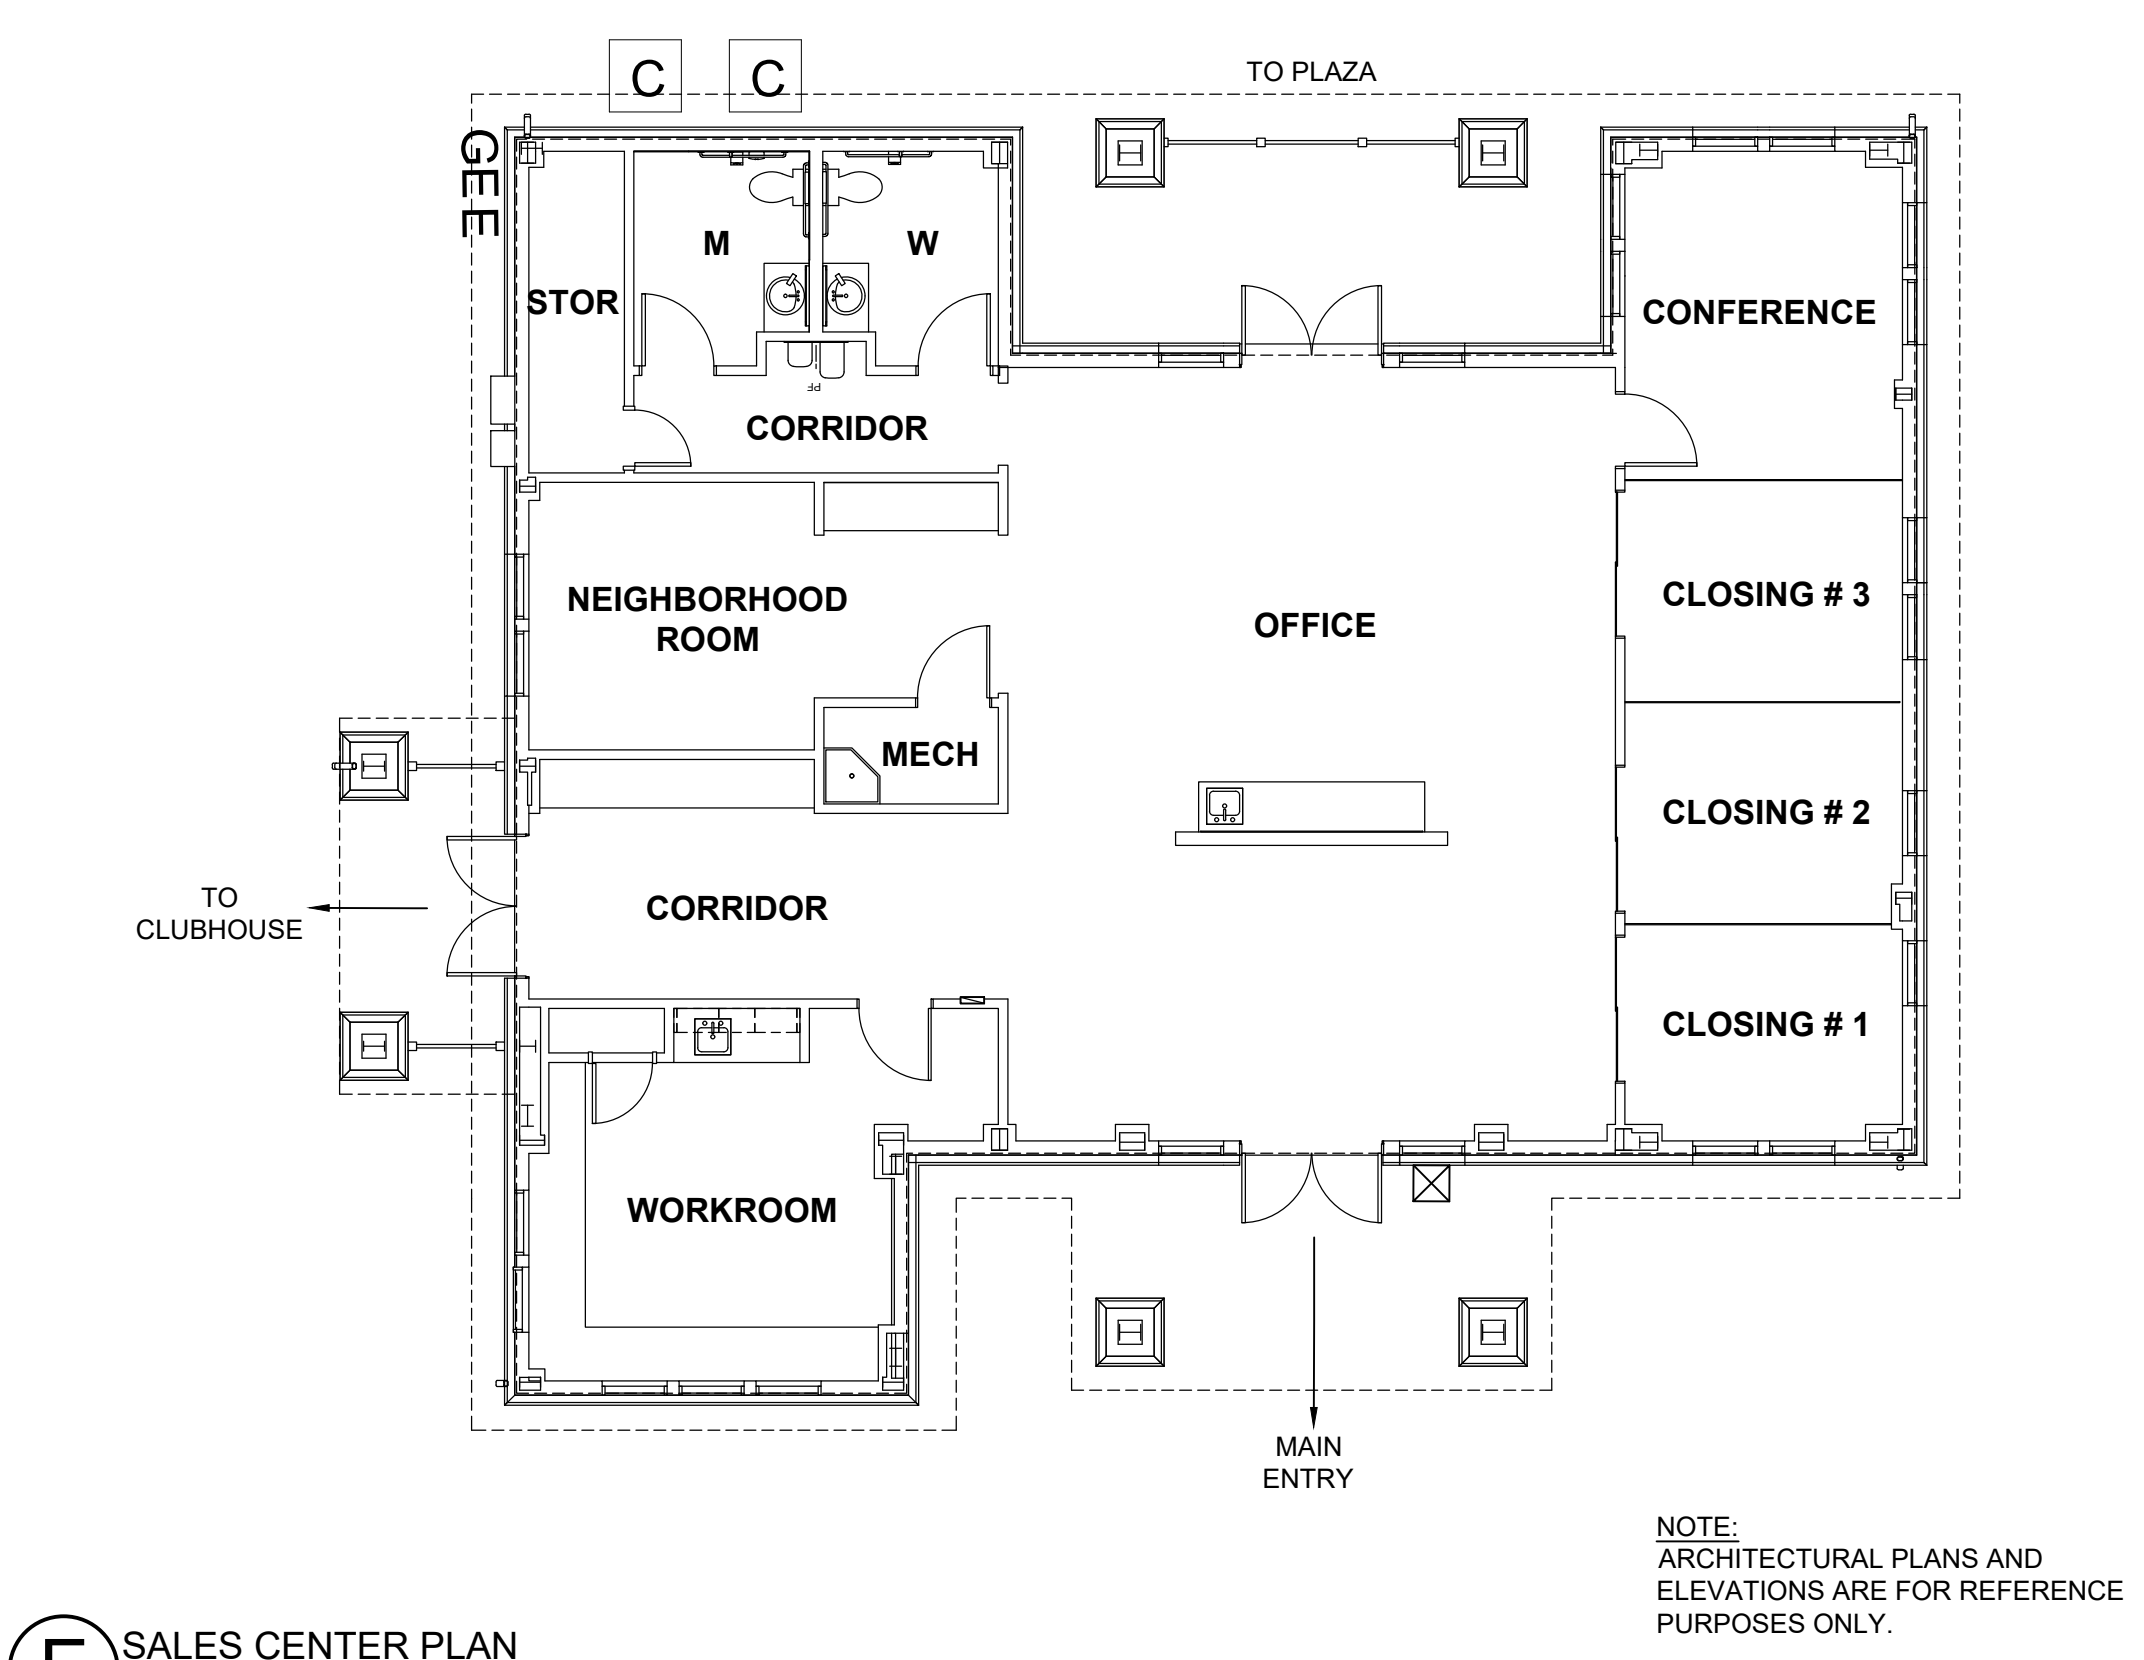 C C
TO PLAZA
GEE
M
W
STOR
CONFERENCE
PF
CORRIDOR
NEIGHBORHOOD
ROOM
OFFICE
CLOSING # 3
MECH
CLOSING # 2
TO
CLUBHOUSE
CORRIDOR
CLOSING # 1
WORKROOM
MAIN
ENTRY
NOTE:
ARCHITECTURAL PLANS AND
ELEVATIONS ARE FOR REFERENCE
PURPOSES ONLY.
SALES CENTER PLAN